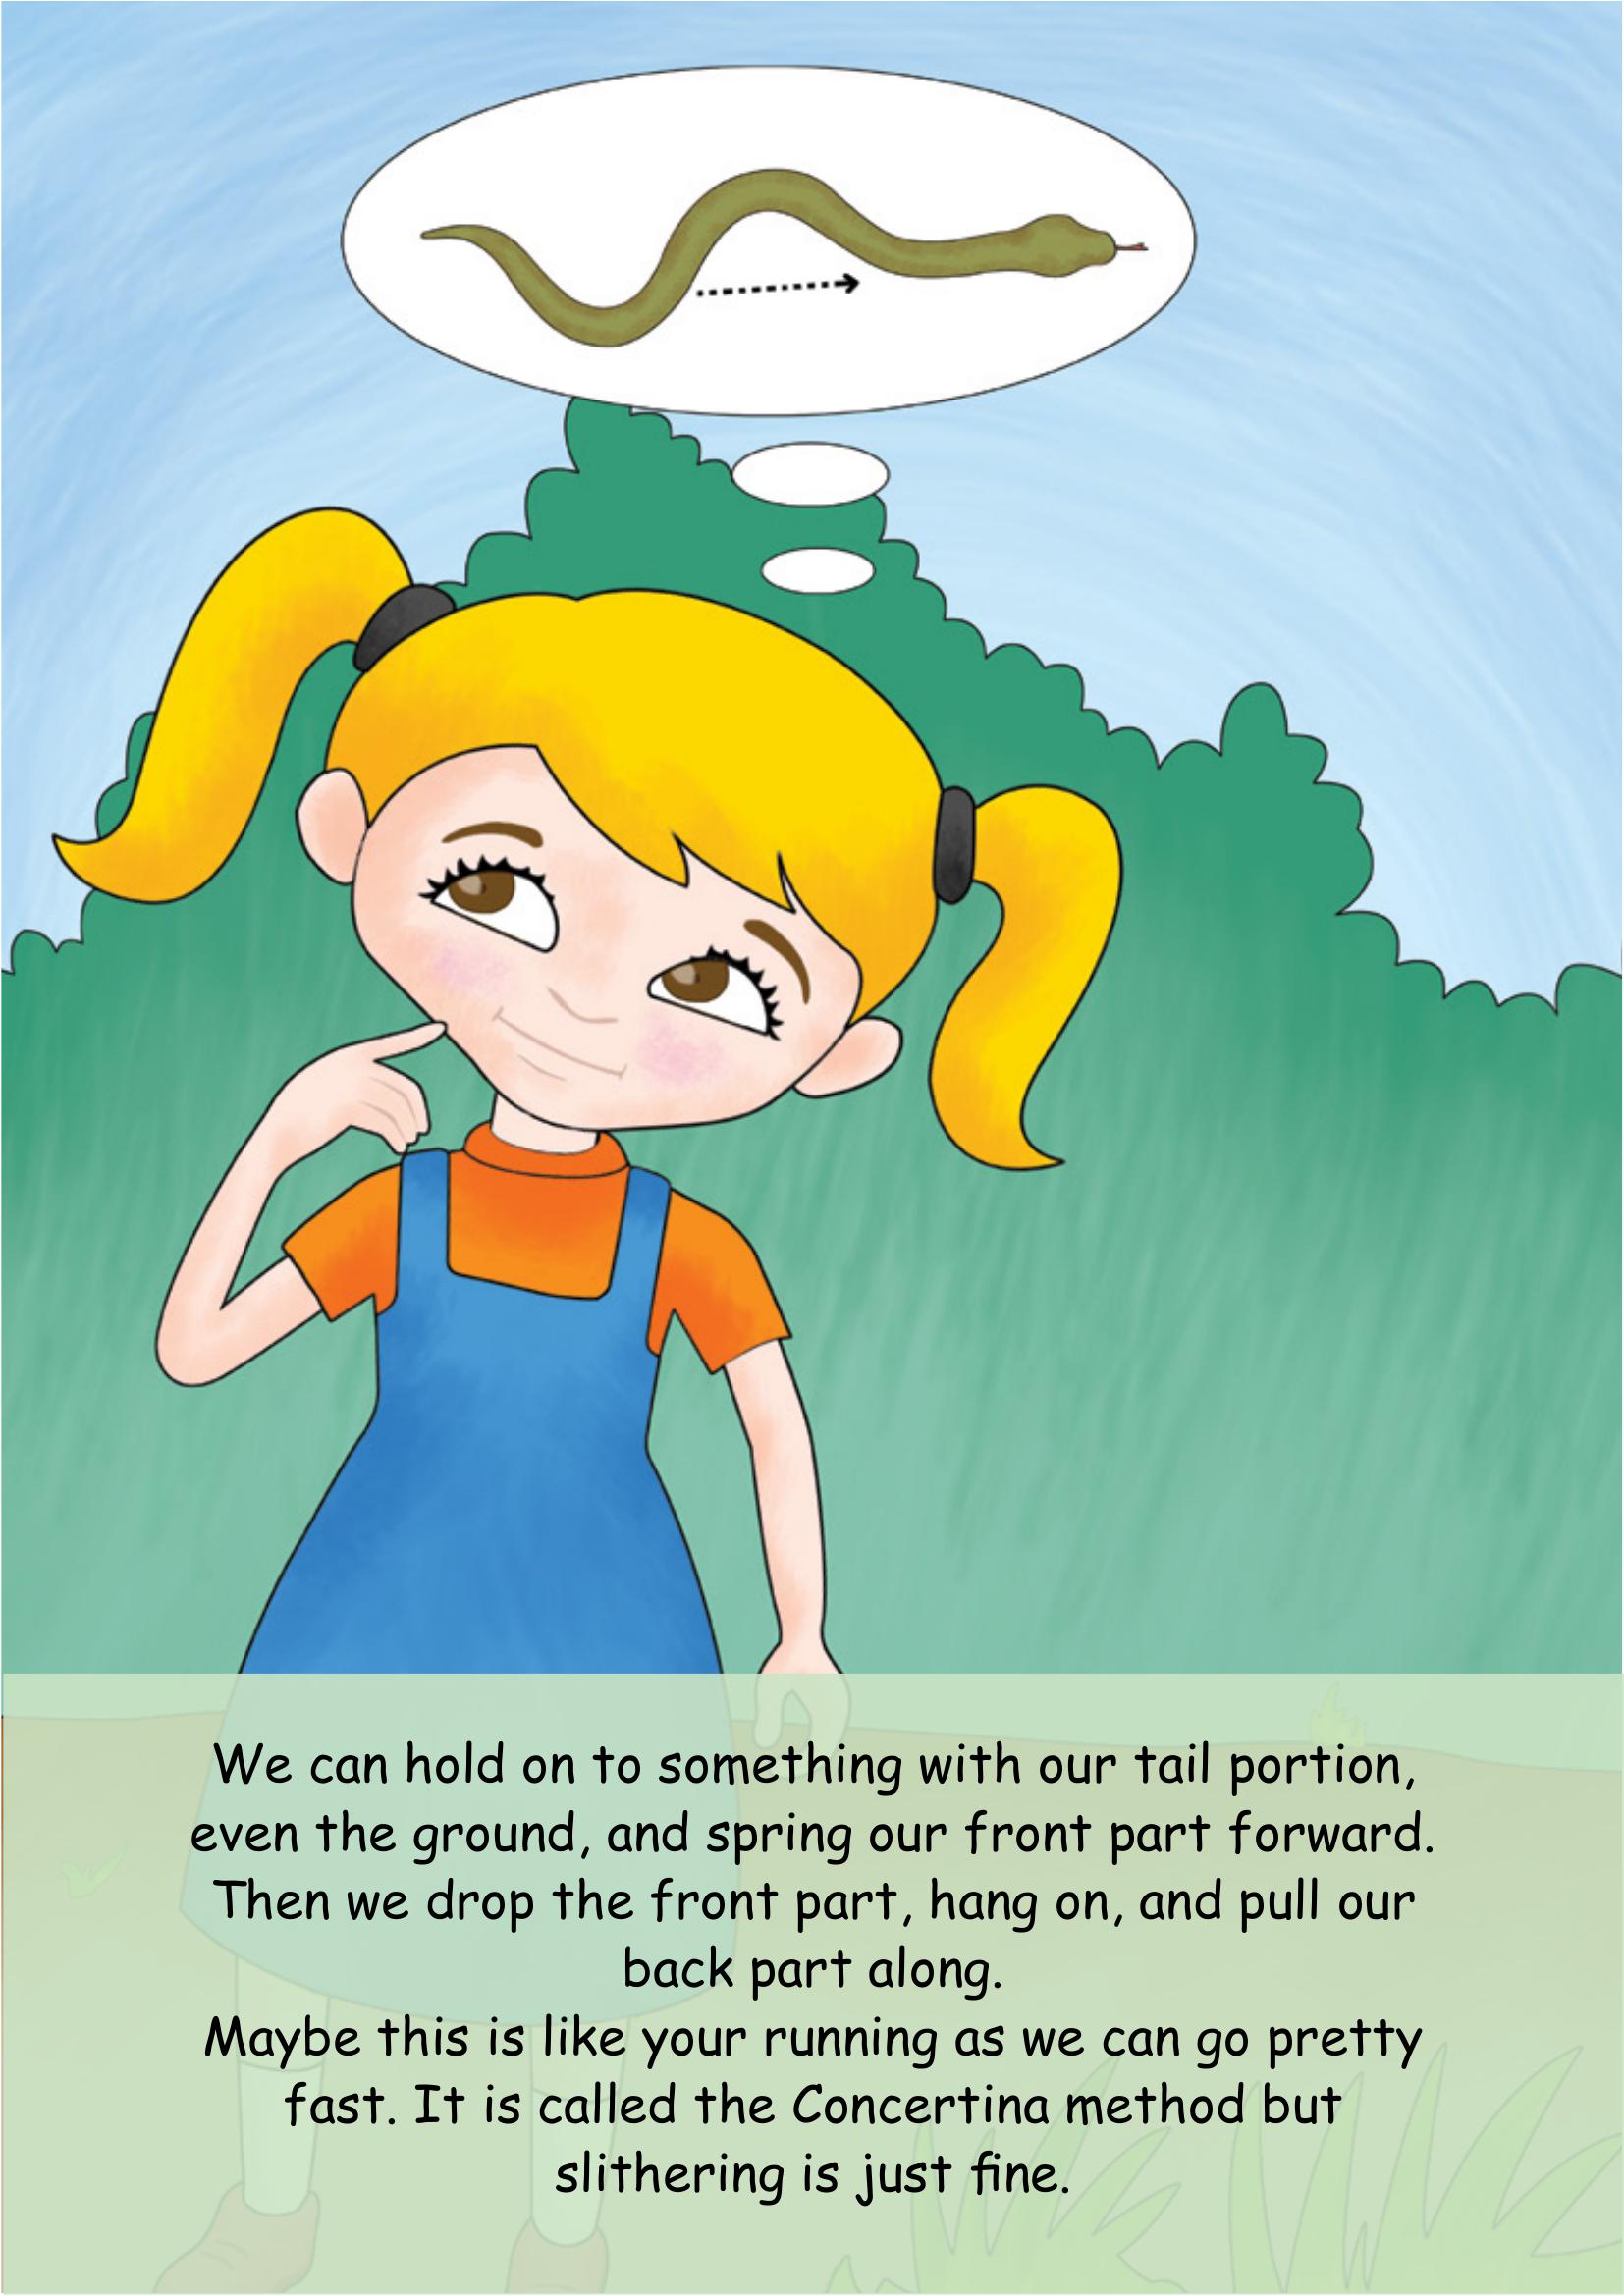 We can hold on to something with our tail portion,
even the ground, and spring our front part forward.
Then we drop the front part, hang on, and pull our
back part along.
Maybe this is like your running as we can go pretty
fast. It is called the Concertina method but
slithering is just fine.